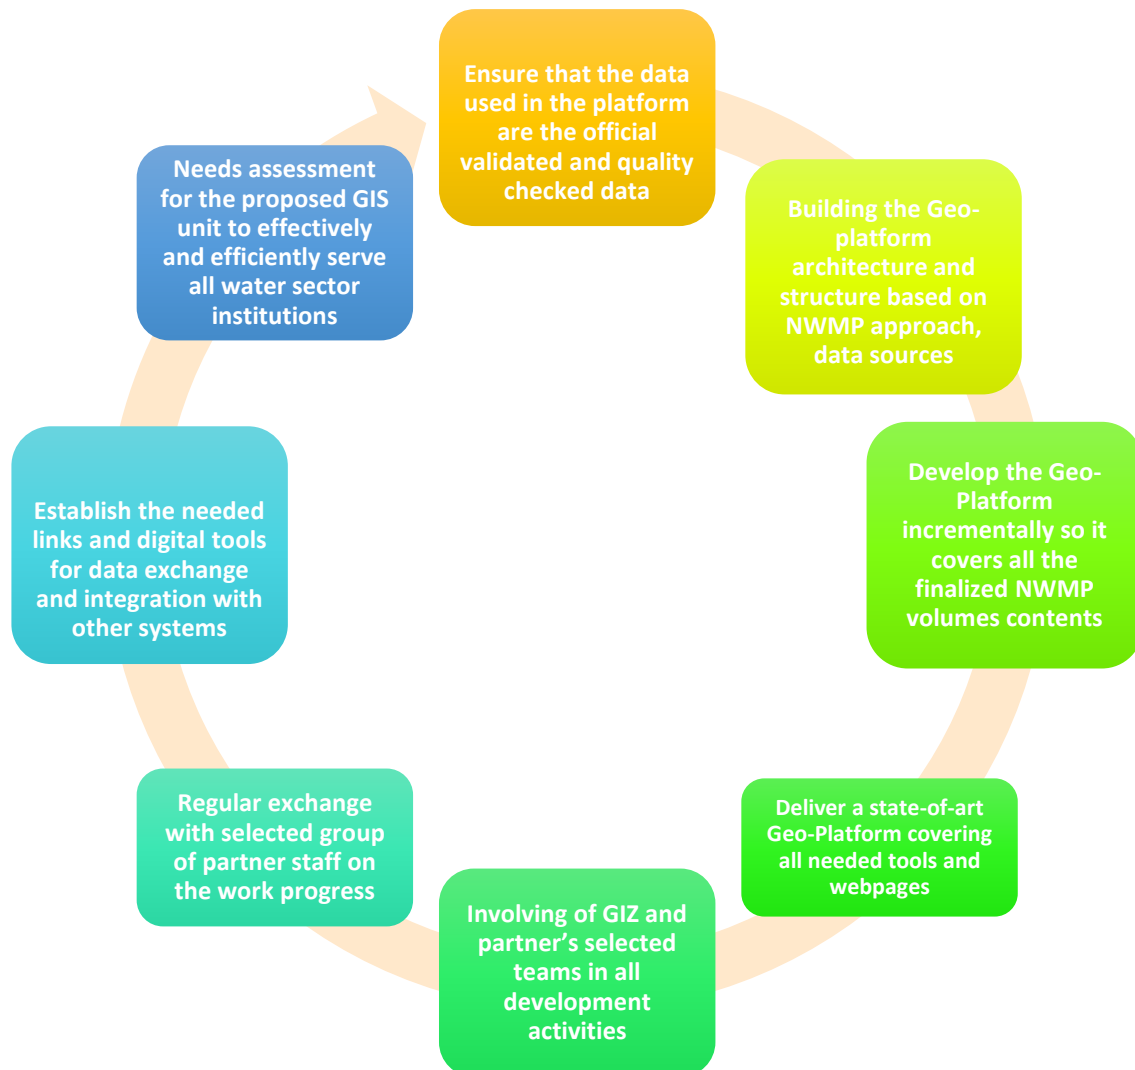 Ensure that the data
used in the platform
are the official
validated and quality
checked data
Building the Geo-
platform
architecture and
structure based on
NWMP approach,
data sources
Develop the Geo-
Platform
incrementally so it
covers all the
finalized NWMP
volumes contents
Deliver a state-of-art
Geo-Platform covering
all needed tools and
webpages
Involving of GIZ and
partner’s selected
teams in all
development
activities
Regular exchange
with selected group
of partner staff on
the work progress
Establish the needed
links and digital tools
for data exchange
and integration with
other systems
Needs assessment
for the proposed GIS
unit to effectively
and efficiently serve
all water sector
institutions